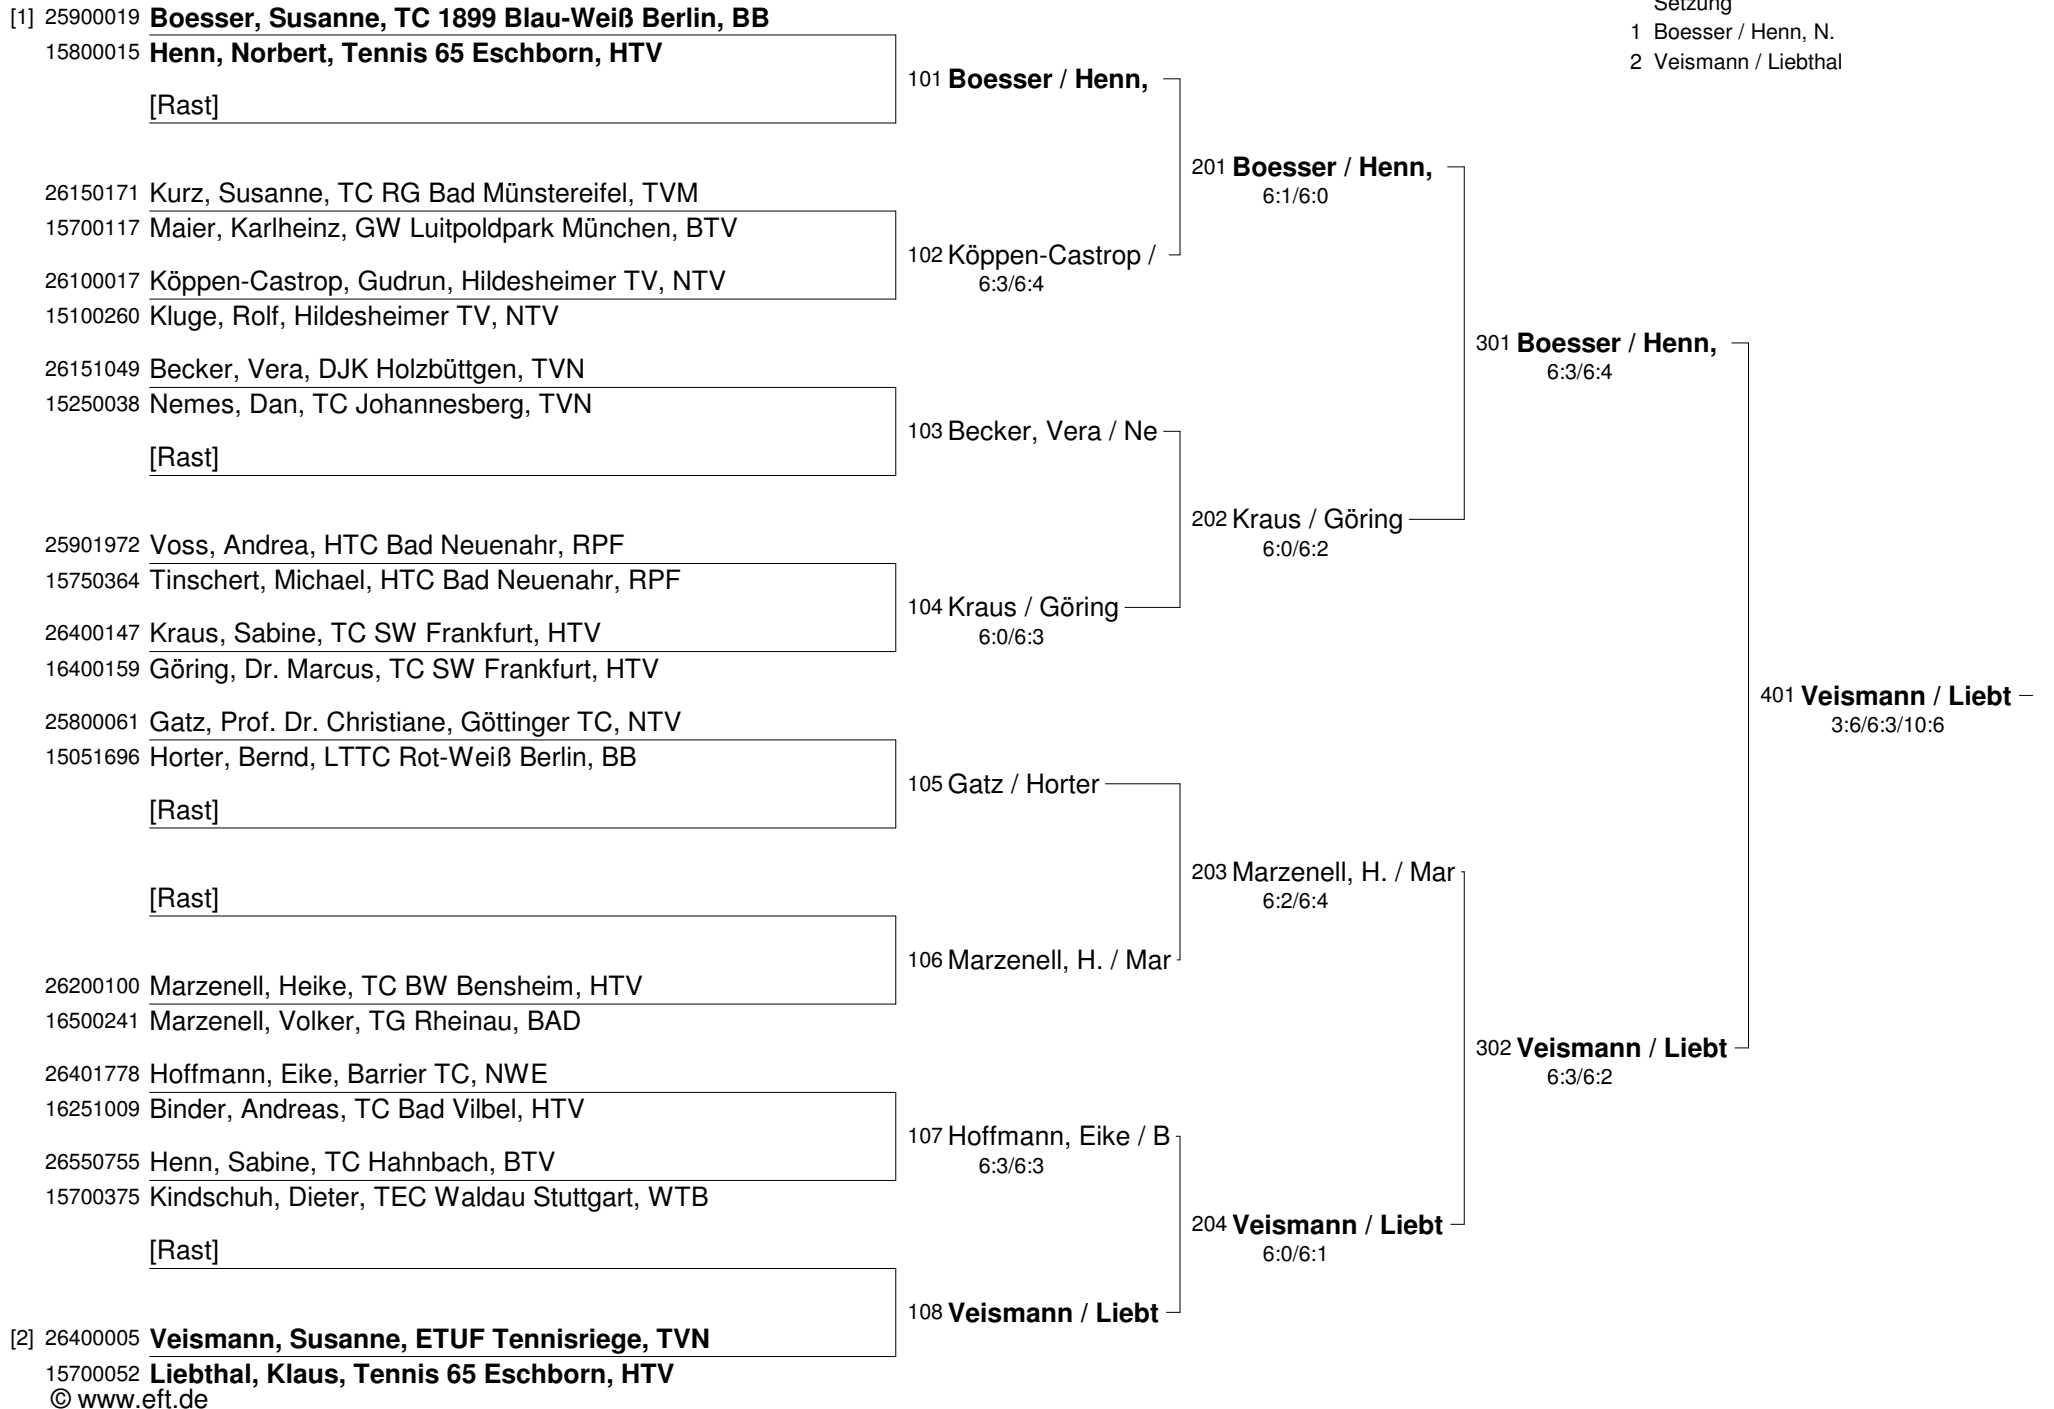 [1] 25900019 Boesser, Susanne, TC 1899 Blau-Weiß Berlin, BB
15800015 Henn, Norbert, Tennis 65 Eschborn, HTV
[Rast]
26150171 Kurz, Susanne, TC RG Bad Münstereifel, TVM
15700117 Maier, Karlheinz, GW Luitpoldpark München, BTV
26100017 Köppen-Castrop, Gudrun, Hildesheimer TV, NTV
15100260 Kluge, Rolf, Hildesheimer TV, NTV
26151049 Becker, Vera, DJK Holzbüttgen, TVN
15250038 Nemes, Dan, TC Johannesberg, TVN
[Rast]
25901972 Voss, Andrea, HTC Bad Neuenahr, RPF
15750364 Tinschert, Michael, HTC Bad Neuenahr, RPF
26400147 Kraus, Sabine, TC SW Frankfurt, HTV
16400159 Göring, Dr. Marcus, TC SW Frankfurt, HTV
25800061 Gatz, Prof. Dr. Christiane, Göttinger TC, NTV
15051696 Horter, Bernd, LTTC Rot-Weiß Berlin, BB
[Rast]
[Rast]
26200100 Marzenell, Heike, TC BW Bensheim, HTV
16500241 Marzenell, Volker, TG Rheinau, BAD
26401778 Hoffmann, Eike, Barrier TC, NWE
16251009 Binder, Andreas, TC Bad Vilbel, HTV
26550755 Henn, Sabine, TC Hahnbach, BTV
15700375 Kindschuh, Dieter, TEC Waldau Stuttgart, WTB
[Rast]
[2] 26400005 Veismann, Susanne, ETUF Tennisriege, TVN
15700052 Liebthal, Klaus, Tennis 65 Eschborn, HTV
© www.eft.de
101 Boesser / Henn,
102 Köppen-Castrop /
6:3/6:4
103 Becker, Vera / Ne
104 Kraus / Göring
6:0/6:3
105 Gatz / Horter
106 Marzenell, H. / Mar
107 Hoffmann, Eike / B
6:3/6:3
108 Veismann / Liebt
201 Boesser / Henn,
6:1/6:0
202 Kraus / Göring
6:0/6:2
203 Marzenell, H. / Mar
6:2/6:4
204 Veismann / Liebt
6:0/6:1
301 Boesser / Henn,
6:3/6:4
302 Veismann / Liebt
6:3/6:2
401 Veismann / Liebt
3:6/6:3/10:6
Setzung
1 Boesser / Henn, N.
2 Veismann / Liebthal